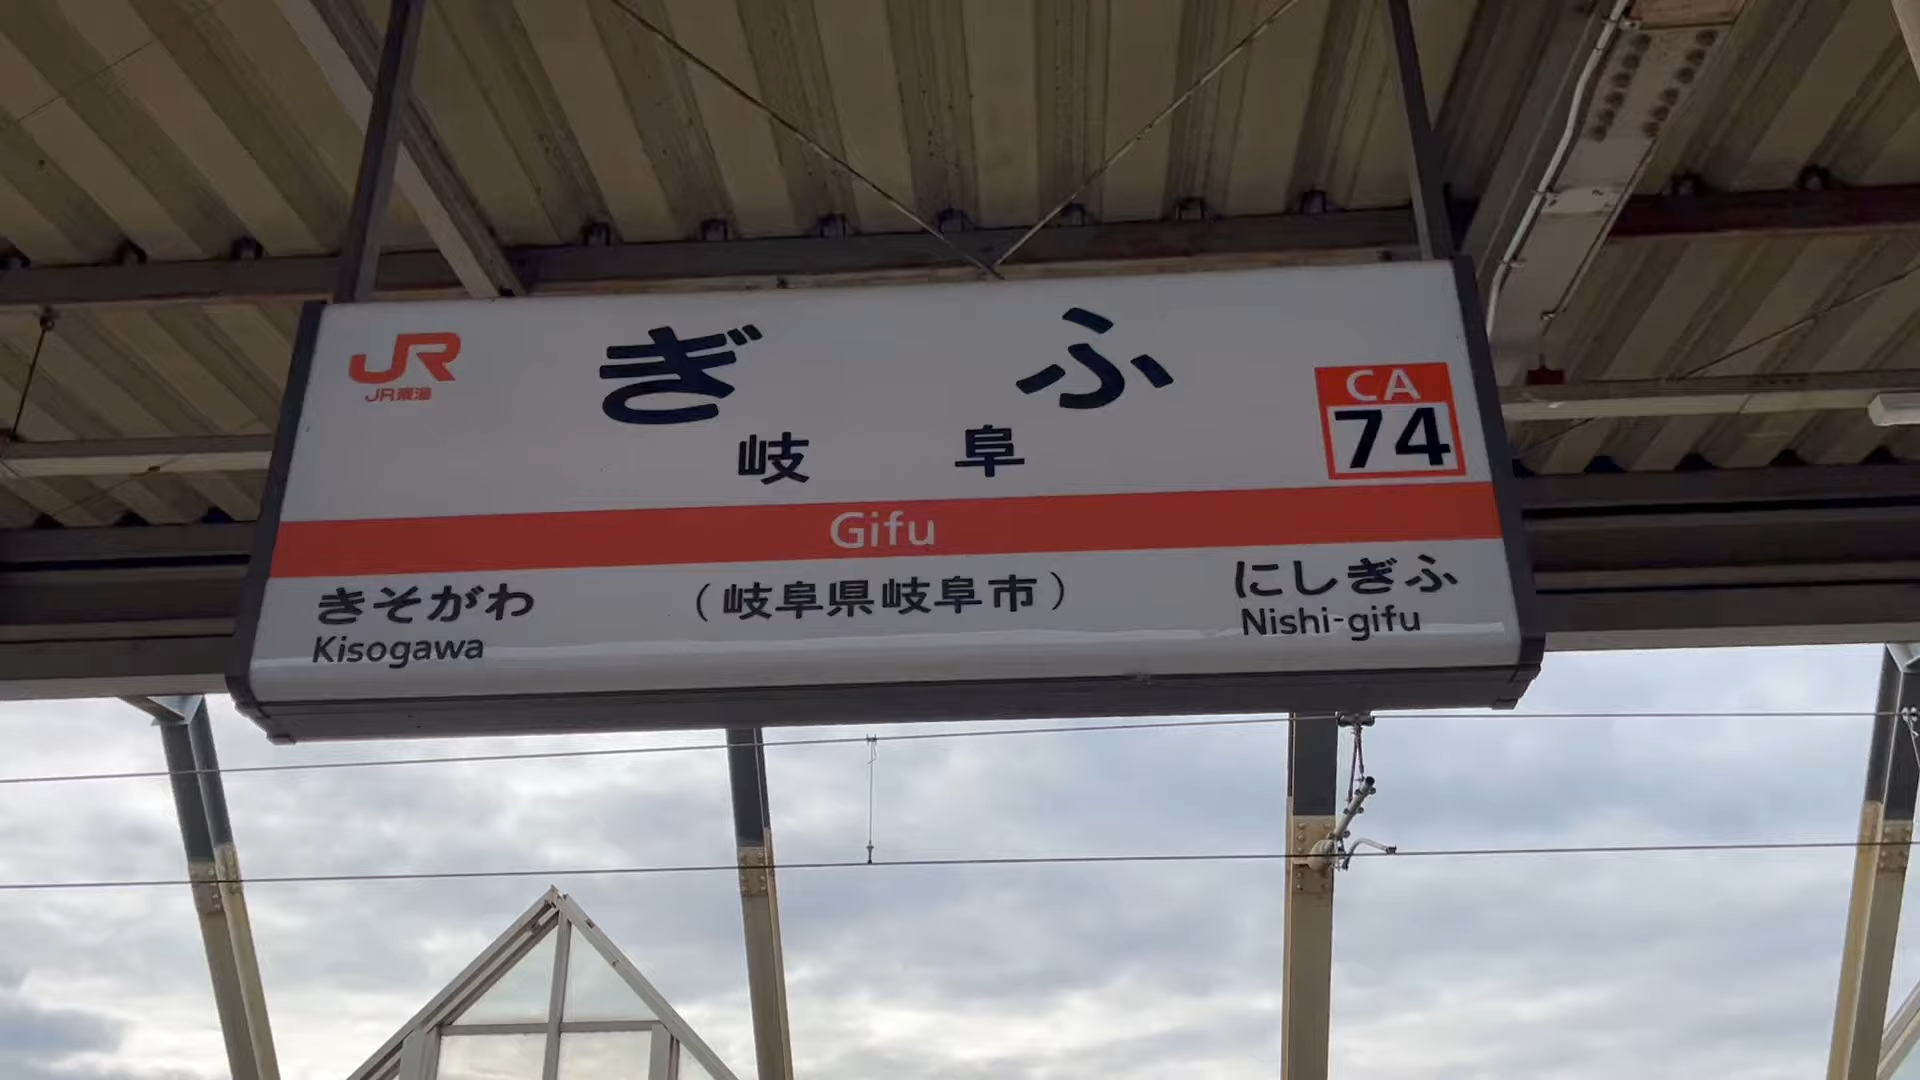 JR
JR東海
ぎふ
岐阜
CA
74
Gifu
きそがわ
Kisogawa
(岐阜県岐阜市)
にしぎふ
Nishi-gifu